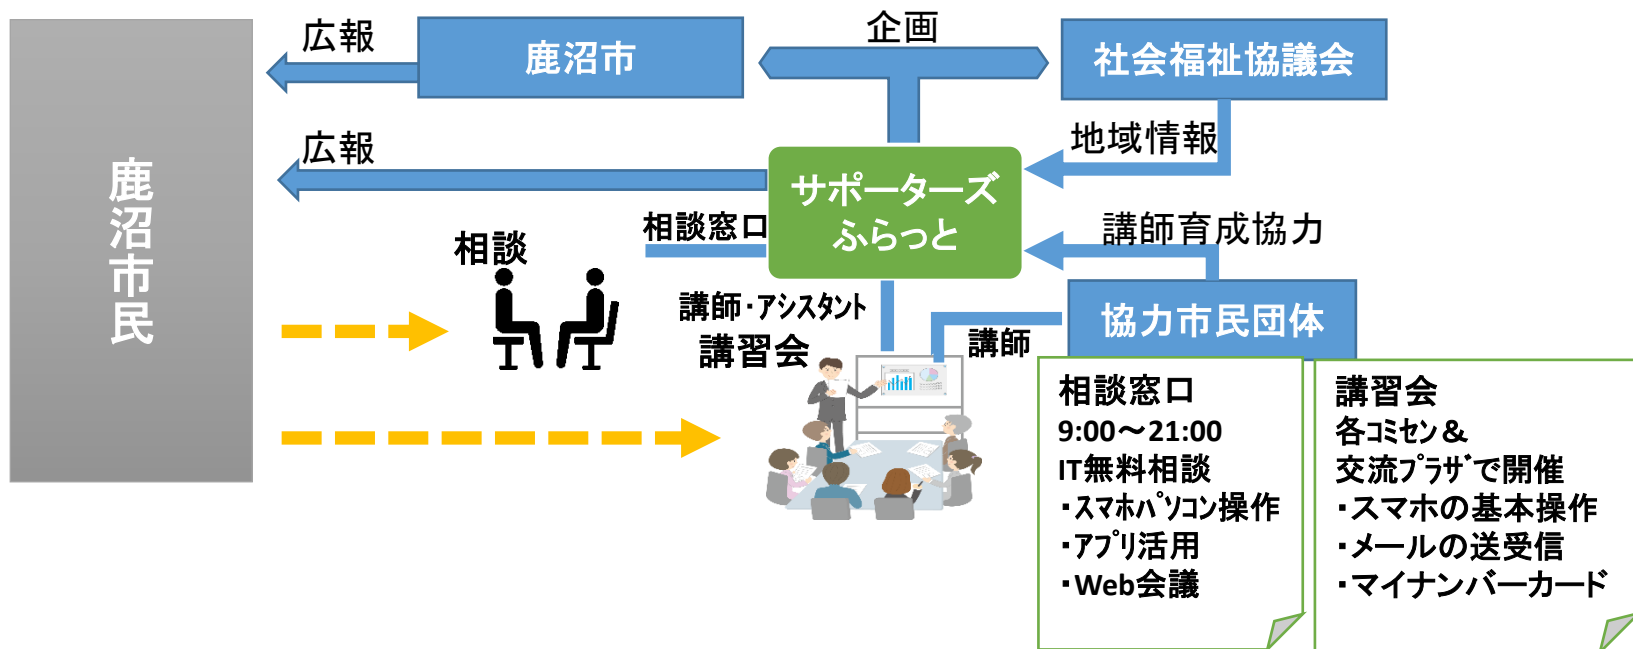 鹿沼市民
広報
鹿沼市
企画
社会福祉協議会
広報
地域情報
サポーターズ
ふらっと
相談窓口
相談
講師育成協力
講師・アシスタント
講習会
講師
協力市民団体
相談窓口
9:00～21:00
IT無料相談
・スマホパソコン操作
・アプリ活用
・Web会議
講習会
各コミセン＆
交流プラザで開催
・スマホの基本操作
・メールの送受信
・マイナンバーカード